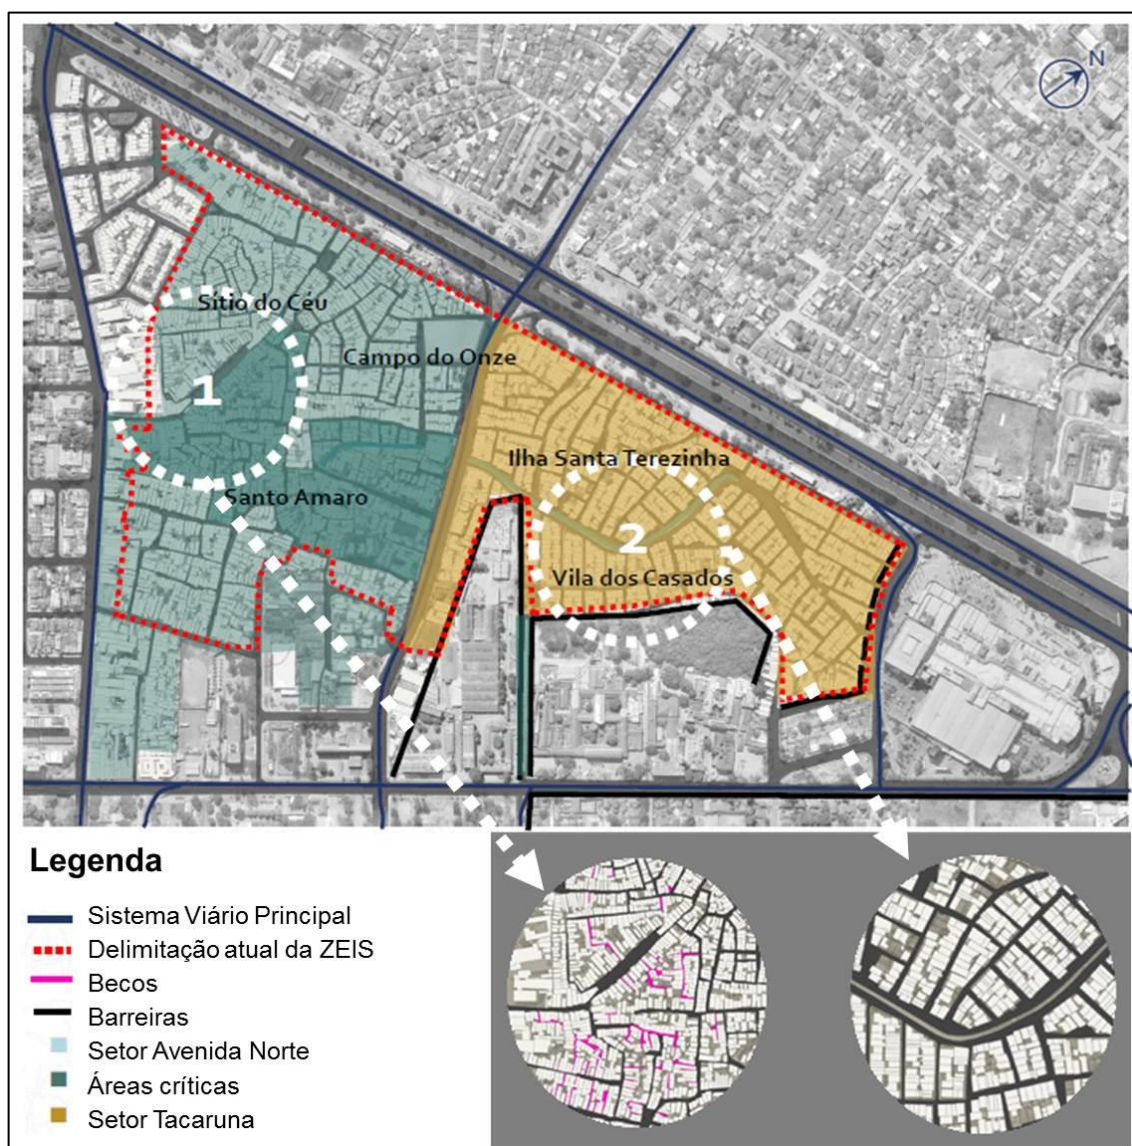 N
Sítio do Céu
Campo do Onze
1
Ilha Santa Terezinha
Santo Amaro
2
Vila dos Casados
Legenda
Sistema Viário Principal
Delimitação atual da ZEIS
Becos
Barreiras
Setor Avenida Norte
Áreas críticas
Setor Tacaruna